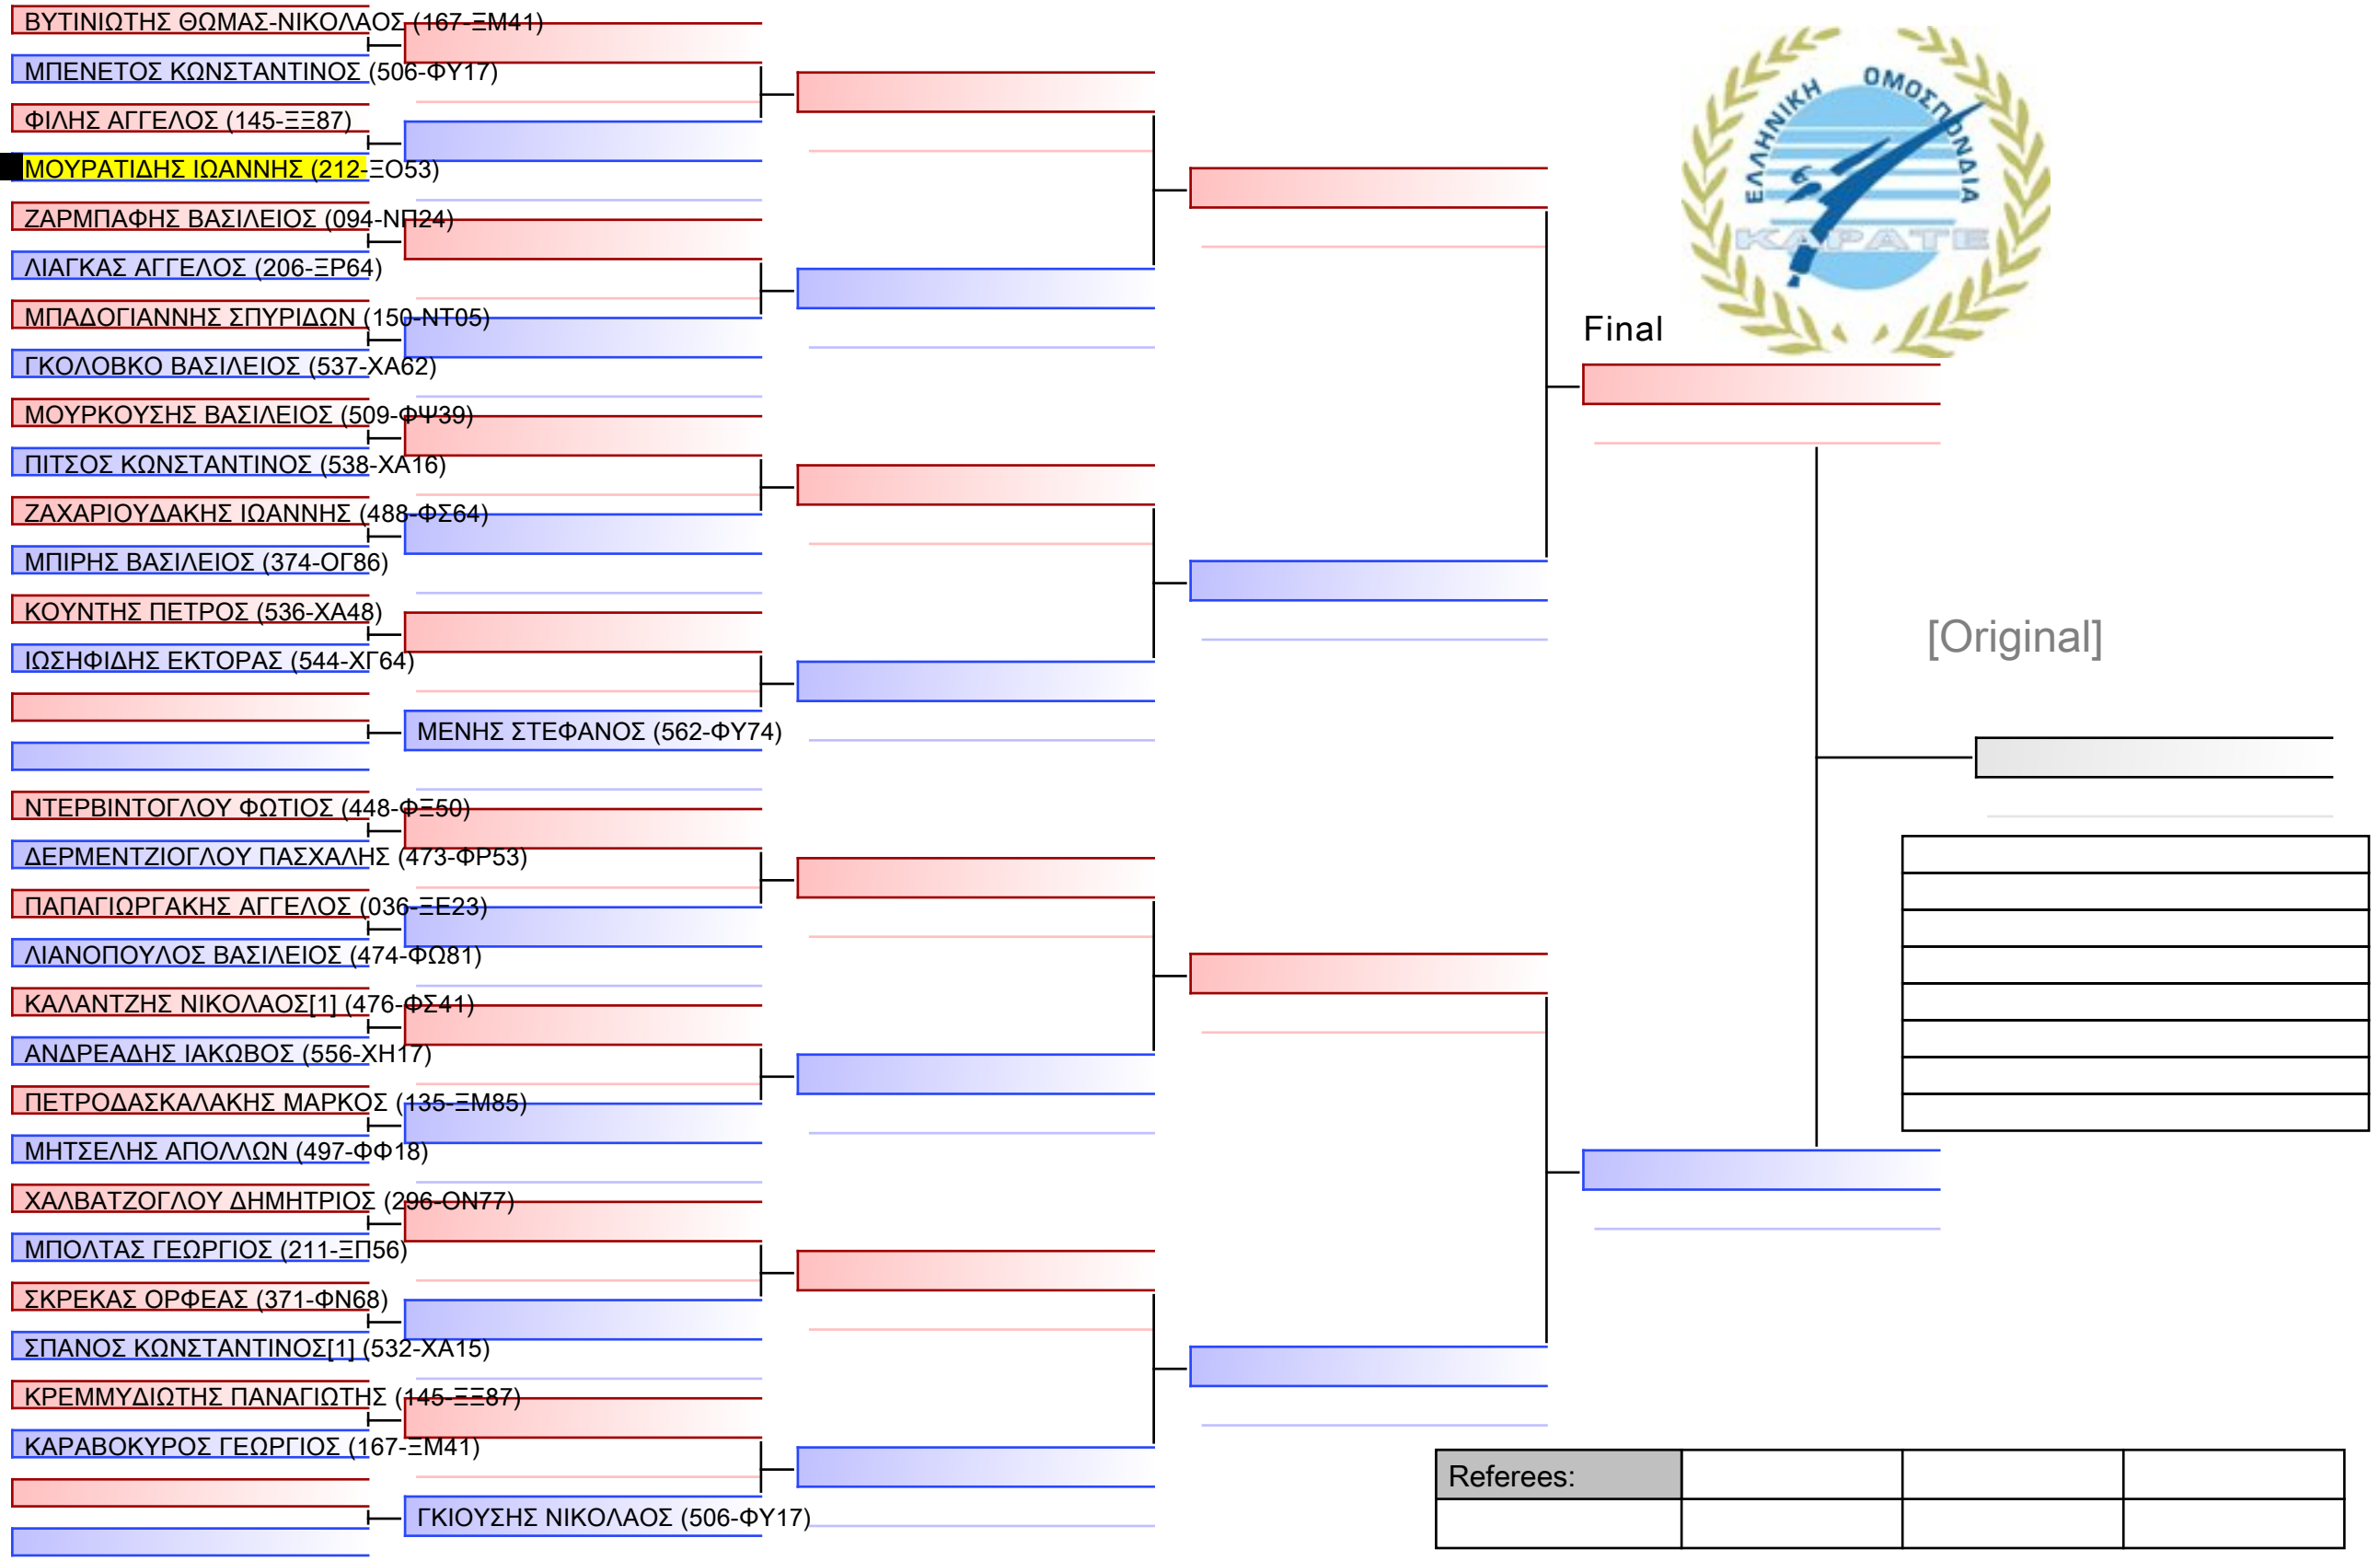 ΒΥΤΙΝΙΩΤΗΣ ΘΩΜΑΣ-ΝΙΚΟΛΑΟΣ (167-ΞΜ41)
ΜΠΕΝΕΤΟΣ ΚΩΝΣΤΑΝΤΙΝΟΣ (506-ΦΥ17)
ΦΙΛΗΣ ΑΓΓΕΛΟΣ (145-ΞΞ87)
ΜΟΥΡΑΤΙΔΗΣ ΙΩΑΝΝΗΣ (212-ΞΟ53)
ΖΑΡΜΠΑΦΗΣ ΒΑΣΙΛΕΙΟΣ (094-ΝΠ24)
ΛΙΑΓΚΑΣ ΑΓΓΕΛΟΣ (206-ΞΡ64)
ΜΠΑΔΟΓΙΑΝΝΗΣ ΣΠΥΡΙΔΩΝ (150-ΝΤ05)
ΓΚΟΛΟΒΚΟ ΒΑΣΙΛΕΙΟΣ (537-ΧΑ62)
ΜΟΥΡΚΟΥΣΗΣ ΒΑΣΙΛΕΙΟΣ (509-ΦΨ39)
ΠΙΤΣΟΣ ΚΩΝΣΤΑΝΤΙΝΟΣ (538-ΧΑ16)
ΖΑΧΑΡΙΟΥΔΑΚΗΣ ΙΩΑΝΝΗΣ (488-ΦΣ64)
ΜΠΙΡΗΣ ΒΑΣΙΛΕΙΟΣ (374-ΟΓ86)
ΚΟΥΝΤΗΣ ΠΕΤΡΟΣ (536-ΧΑ48)
ΙΩΣΗΦΙΔΗΣ ΕΚΤΟΡΑΣ (544-ΧΓ64)
ΜΕΝΗΣ ΣΤΕΦΑΝΟΣ (562-ΦΥ74)
ΝΤΕΡΒΙΝΤΟΓΛΟΥ ΦΩΤΙΟΣ (448-ΦΞ50)
ΔΕΡΜΕΝΤΖΙΟΓΛΟΥ ΠΑΣΧΑΛΗΣ (473-ΦΡ53)
ΠΑΠΑΓΙΩΡΓΑΚΗΣ ΑΓΓΕΛΟΣ (036-ΞΕ23)
ΛΙΑΝΟΠΟΥΛΟΣ ΒΑΣΙΛΕΙΟΣ (474-ΦΩ81)
ΚΑΛΑΝΤΖΗΣ ΝΙΚΟΛΑΟΣ[1] (476-ΦΣ41)
ΑΝΔΡΕΑΔΗΣ ΙΑΚΩΒΟΣ (556-ΧΗ17)
ΠΕΤΡΟΔΑΣΚΑΛΑΚΗΣ ΜΑΡΚΟΣ (135-ΞΜ85)
ΜΗΤΣΕΛΗΣ ΑΠΟΛΛΩΝ (497-ΦΦ18)
ΧΑΛΒΑΤΖΟΓΛΟΥ ΔΗΜΗΤΡΙΟΣ (296-ΟΝ77)
ΜΠΟΛΤΑΣ ΓΕΩΡΓΙΟΣ (211-ΞΠ56)
ΣΚΡΕΚΑΣ ΟΡΦΕΑΣ (371-ΦΝ68)
ΣΠΑΝΟΣ ΚΩΝΣΤΑΝΤΙΝΟΣ[1] (532-ΧΑ15)
ΚΡΕΜΜΥΔΙΩΤΗΣ ΠΑΝΑΓΙΩΤΗΣ (145-ΞΞ87)
ΚΑΡΑΒΟΚΥΡΟΣ ΓΕΩΡΓΙΟΣ (167-ΞΜ41)
ΓΚΙΟΥΣΗΣ ΝΙΚΟΛΑΟΣ (506-ΦΥ17)
ΕΛΛΗΝΙΚΗ ΟΜΟΣΠΟΝΔΙΑ
ΚΑΡΑΤΕ
Final
[Original]
Referees: